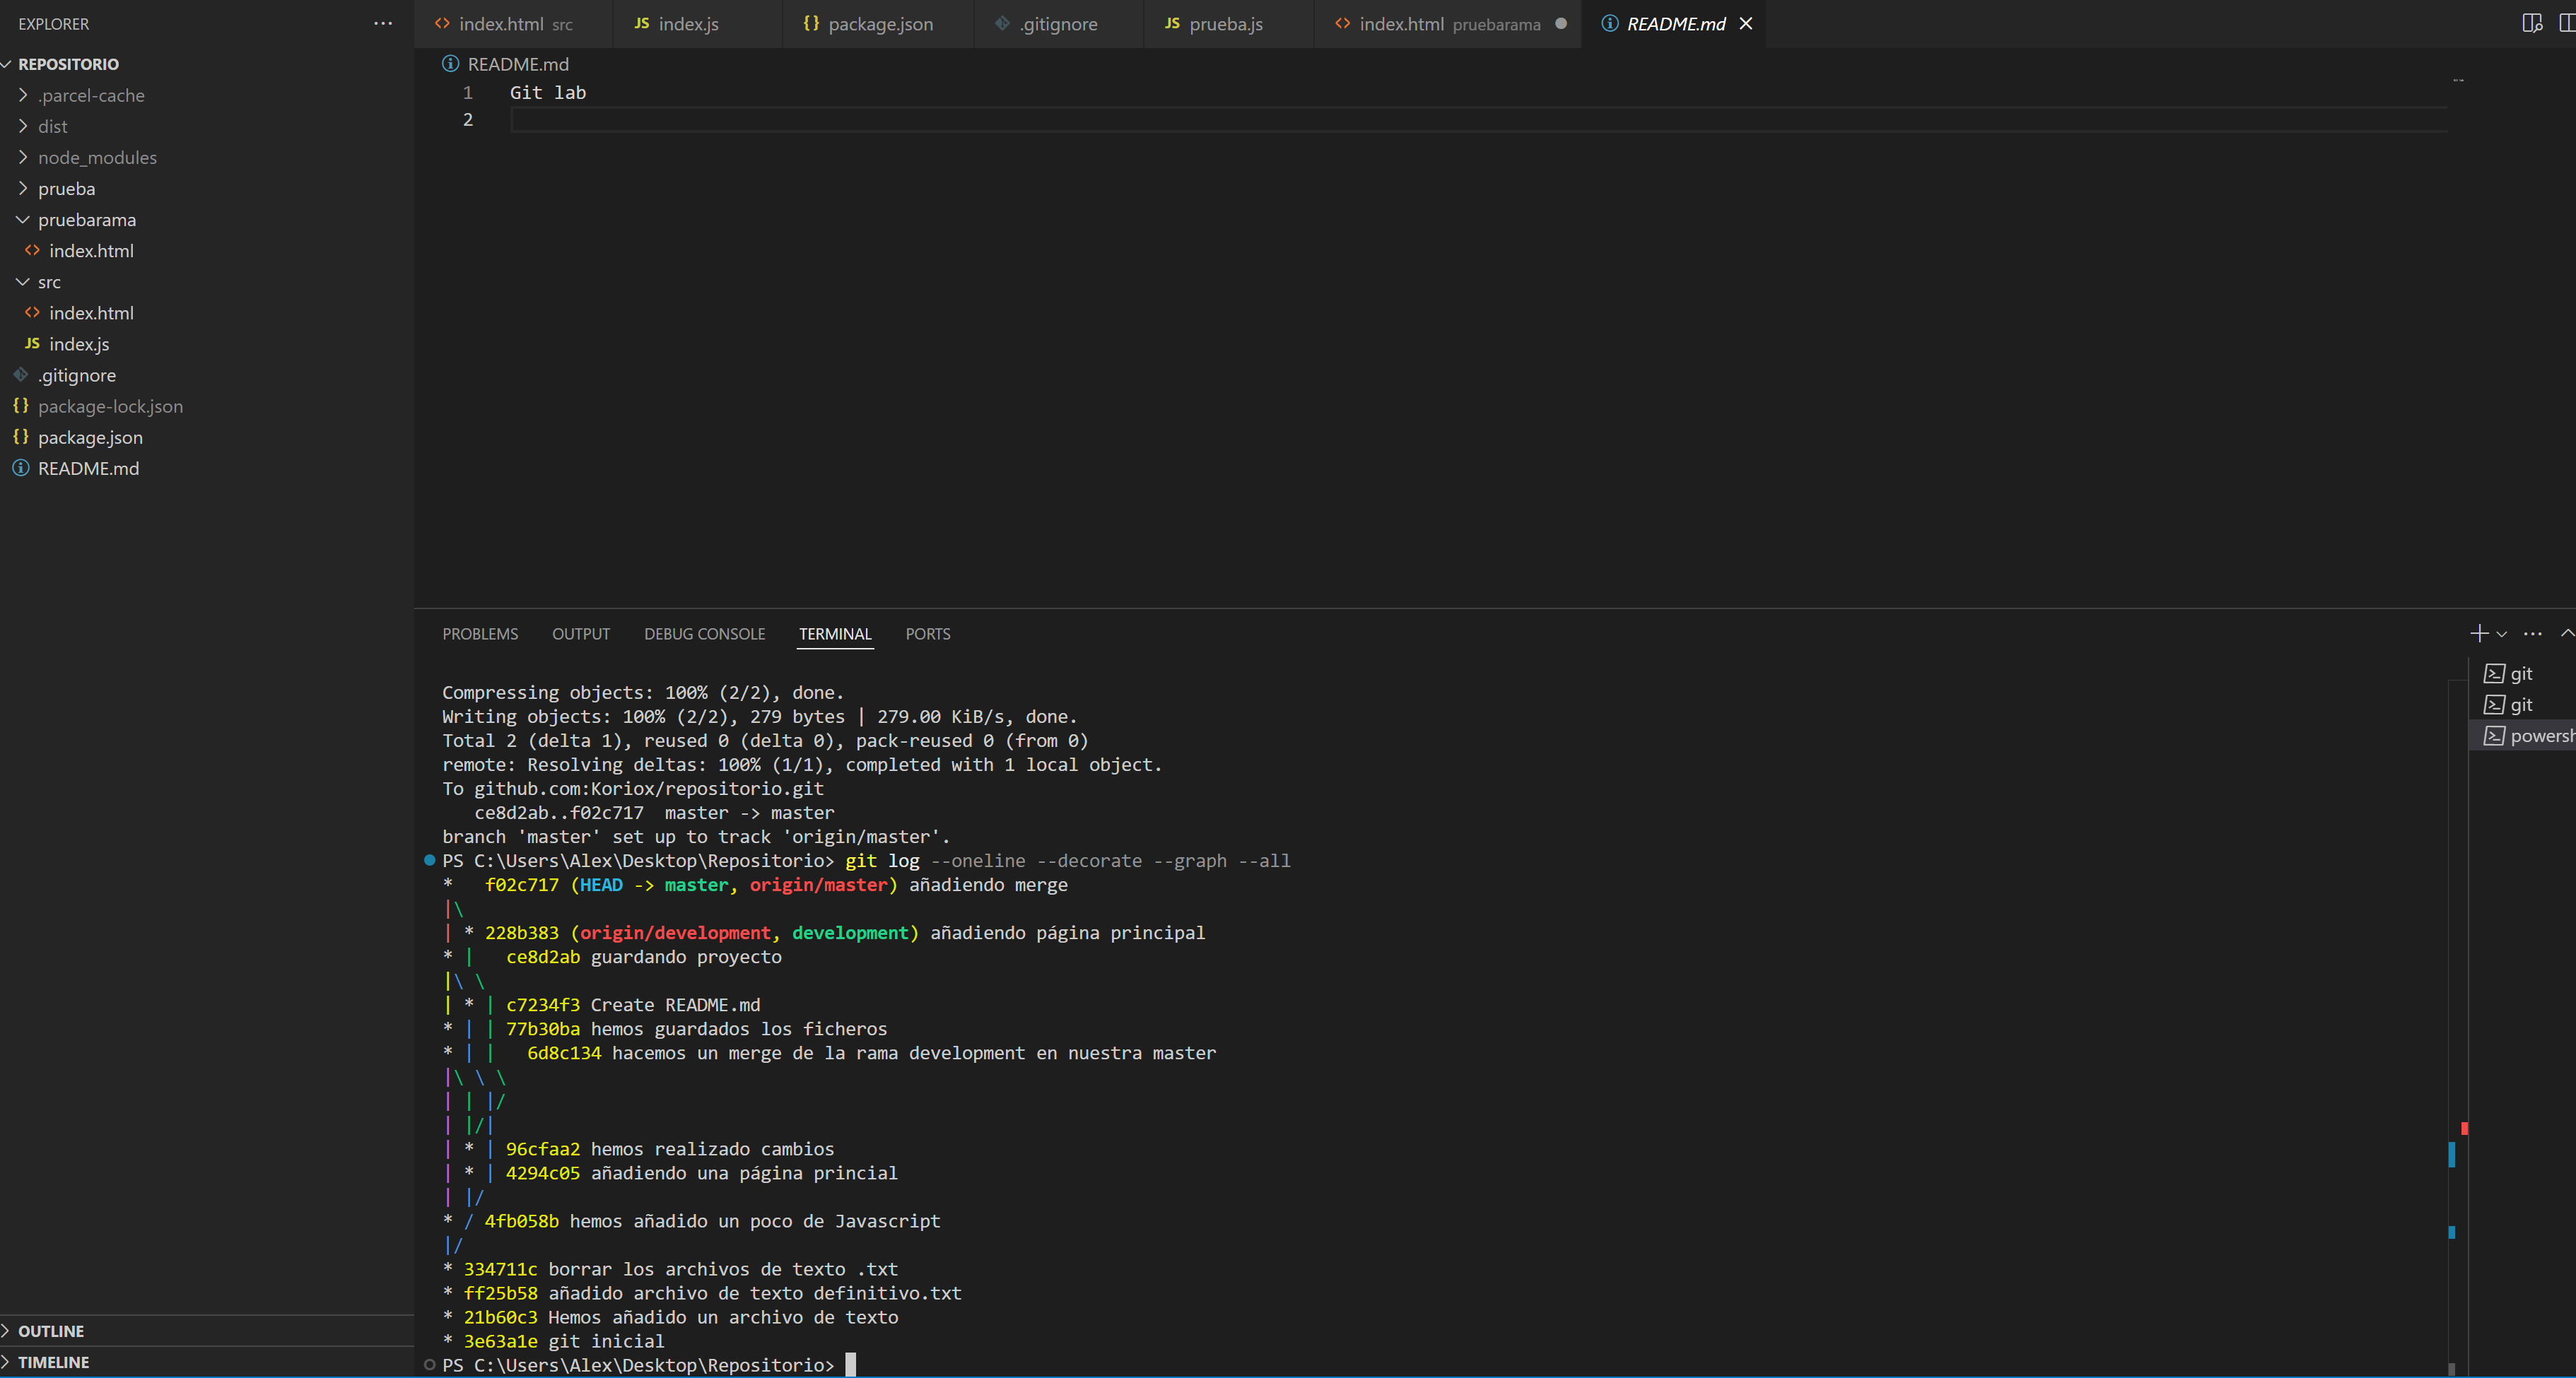 EXPLORER
REPOSITORIO
.parcel-cache
dist
node_modules
prueba
pruebarama
index.html
src
index.html
index.js
.gitignore
package-lock.json
package.json
README.md
OUTLINE
TIMELINE
index.html src
JS index.js
package.json
.gitignore
JS prueba.js
index.html pruebarama
README.md
README.md
1 Git lab
2
PROBLEMS OUTPUT DEBUG CONSOLE TERMINAL PORTS
Compressing objects: 100% (2/2), done.
Writing objects: 100% (2/2), 279 bytes | 279.00 KiB/s, done.
Total 2 (delta 1), reused 0 (delta 0), pack-reused 0 (from 0)
remote: Resolving deltas: 100% (1/1), completed with 1 local object.
To github.com:Koriox/repositorio.git
   ce8d2ab..f02c717  master -> master
branch 'master' set up to track 'origin/master'.
PS C:\Users\Alex\Desktop\Repositorio> git log --oneline --decorate --graph --all
*   f02c717 (HEAD -> master, origin/master) añadiendo merge
|\
| * 228b383 (origin/development, development) añadiendo página principal
* |   ce8d2ab guardando proyecto
|\ \
| * | c7234f3 Create README.md
* | | 77b30ba hemos guardados los ficheros
* | |   6d8c134 hacemos un merge de la rama development en nuestra master
|\ \ \
| | |/
| |/|
| * | 96cfaa2 hemos realizado cambios
| * | 4294c05 añadiendo una página princial
| |/
* / 4fb058b hemos añadido un poco de Javascript
|/
* 334711c borrar los archivos de texto .txt
* ff25b58 añadido archivo de texto definitivo.txt
* 21b60c3 Hemos añadido un archivo de texto
* 3e63a1e git inicial
PS C:\Users\Alex\Desktop\Repositorio>
git
git
powersh